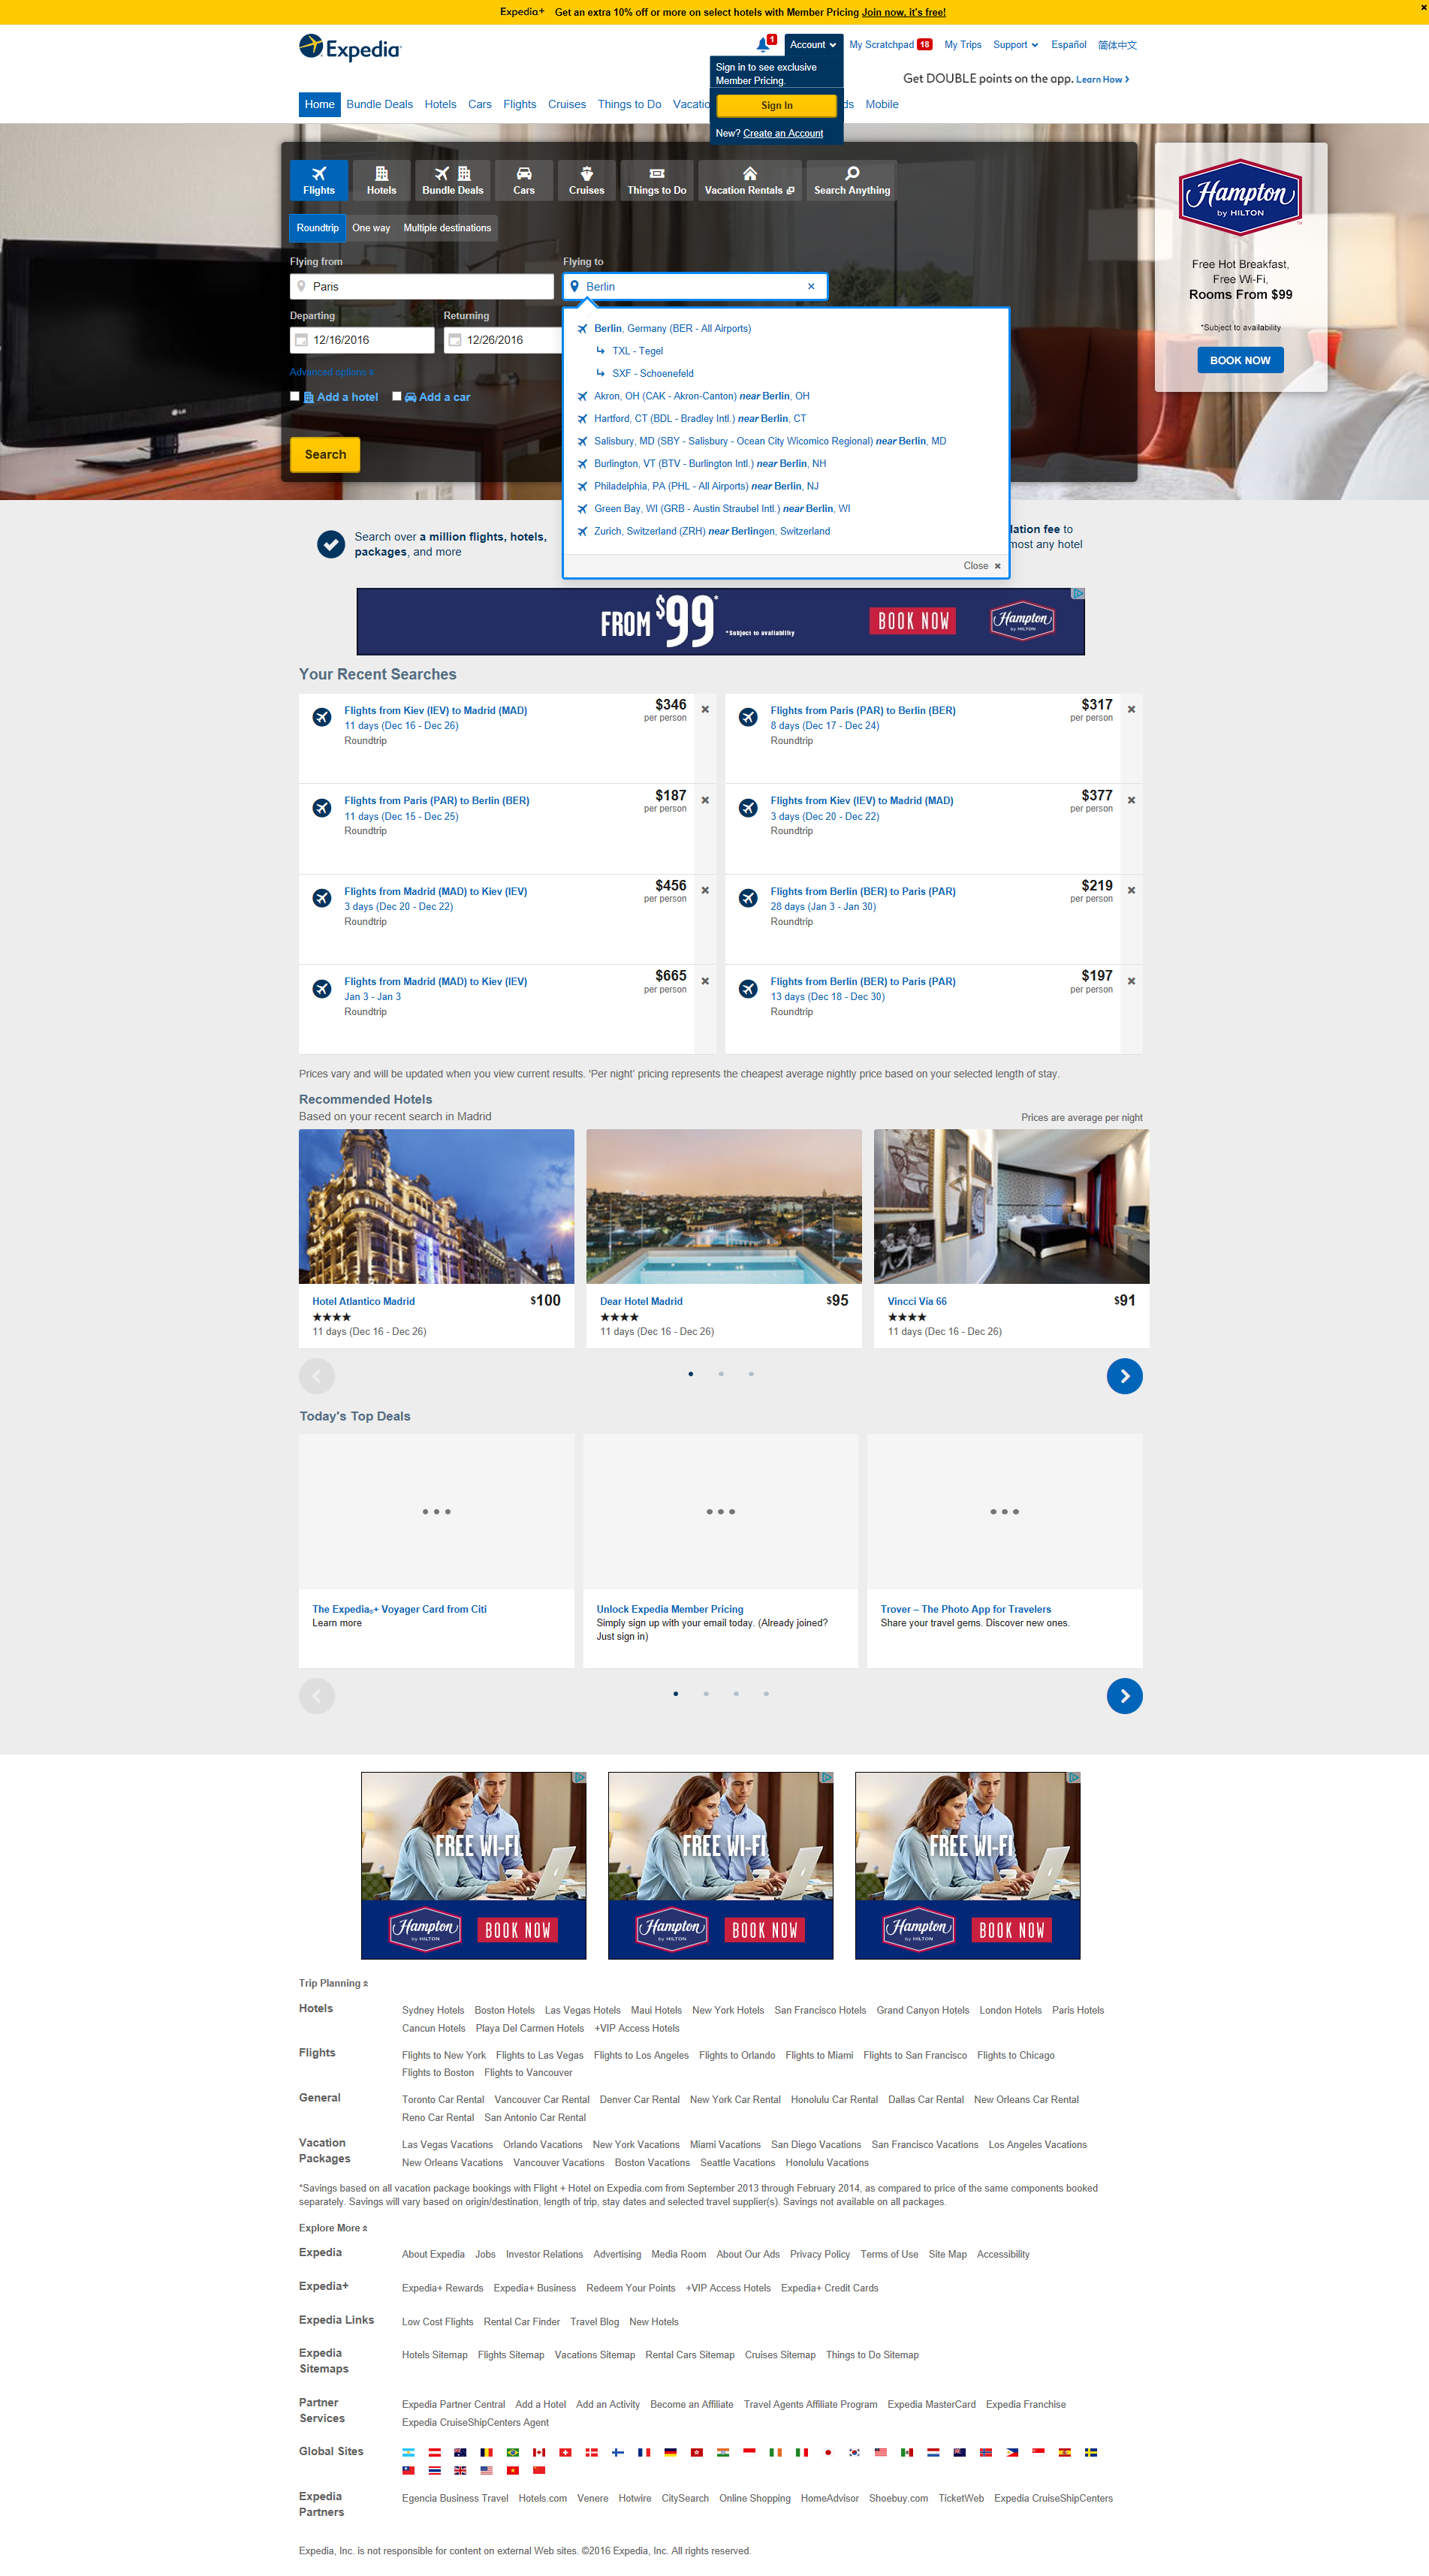 Expedia+ Get an extra 10% off or more on select hotels with Member Pricing Join now, it's free!
Expedia
1
Account
My Scratchpad 18
My Trips
Support
Español
简体中文
Sign in to see exclusive
Member Pricing.
Sign In
New? Create an Account
Get DOUBLE points on the app. Learn How
Home Bundle Deals Hotels Cars Flights Cruises Things to Do Vacatio ds Mobile
Flights Hotels Bundle Deals Cars Cruises Things to Do Vacation Rentals Search Anything
Roundtrip One way Multiple destinations
Flying from
Paris
Flying to
Berlin
Departing
12/16/2016
Returning
12/26/2016
Advanced options
Add a hotel Add a car
Search
Berlin, Germany (BER - All Airports)
TXL - Tegel
SXF - Schoenefeld
Akron, OH (CAK - Akron-Canton) near Berlin, OH
Hartford, CT (BDL - Bradley Intl.) near Berlin, CT
Salisbury, MD (SBY - Salisbury - Ocean City Wicomico Regional) near Berlin, MD
Burlington, VT (BTV - Burlington Intl.) near Berlin, NH
Philadelphia, PA (PHL - All Airports) near Berlin, NJ
Green Bay, WI (GRB - Austin Straubel Intl.) near Berlin, WI
Zurich, Switzerland (ZRH) near Berlingen, Switzerland
Close
Hampton
by HILTON
Free Hot Breakfast,
Free Wi-Fi,
Rooms From $99
*Subject to availability
BOOK NOW
LG
Search over a million flights, hotels,
packages, and more
lation fee to
most any hotel
FROM $99* *Subject to availability BOOK NOW Hampton by HILTON
Your Recent Searches
Flights from Kiev (IEV) to Madrid (MAD)
11 days (Dec 16 - Dec 26)
Roundtrip
$346
per person
Flights from Paris (PAR) to Berlin (BER)
8 days (Dec 17 - Dec 24)
Roundtrip
$317
per person
Flights from Paris (PAR) to Berlin (BER)
11 days (Dec 15 - Dec 25)
Roundtrip
$187
per person
Flights from Kiev (IEV) to Madrid (MAD)
3 days (Dec 20 - Dec 22)
Roundtrip
$377
per person
Flights from Madrid (MAD) to Kiev (IEV)
3 days (Dec 20 - Dec 22)
Roundtrip
$456
per person
Flights from Berlin (BER) to Paris (PAR)
28 days (Jan 3 - Jan 30)
Roundtrip
$219
per person
Flights from Madrid (MAD) to Kiev (IEV)
Jan 3 - Jan 3
Roundtrip
$665
per person
Flights from Berlin (BER) to Paris (PAR)
13 days (Dec 18 - Dec 30)
Roundtrip
$197
per person
Prices vary and will be updated when you view current results. 'Per night' pricing represents the cheapest average nightly price based on your selected length of stay.
Recommended Hotels
Based on your recent search in Madrid
Prices are average per night
Hotel Atlantico Madrid $100
11 days (Dec 16 - Dec 26)
Dear Hotel Madrid $95
11 days (Dec 16 - Dec 26)
Vincci Via 66 $91
11 days (Dec 16 - Dec 26)
Today's Top Deals
The Expedia®+ Voyager Card from Citi
Learn more
Unlock Expedia Member Pricing
Simply sign up with your email today. (Already joined?
Just sign in)
Trover – The Photo App for Travelers
Share your travel gems. Discover new ones.
FREE WI-FI
Hampton by HILTON BOOK NOW
FREE WI-FI
Hampton by HILTON BOOK NOW
FREE WI-FI
Hampton by HILTON BOOK NOW
Trip Planning
Hotels
Sydney Hotels Boston Hotels Las Vegas Hotels Maui Hotels New York Hotels San Francisco Hotels Grand Canyon Hotels London Hotels Paris Hotels
Cancun Hotels Playa Del Carmen Hotels +VIP Access Hotels
Flights
Flights to New York Flights to Las Vegas Flights to Los Angeles Flights to Orlando Flights to Miami Flights to San Francisco Flights to Chicago
Flights to Boston Flights to Vancouver
General
Toronto Car Rental Vancouver Car Rental Denver Car Rental New York Car Rental Honolulu Car Rental Dallas Car Rental New Orleans Car Rental
Reno Car Rental San Antonio Car Rental
Vacation
Packages
Las Vegas Vacations Orlando Vacations New York Vacations Miami Vacations San Diego Vacations San Francisco Vacations Los Angeles Vacations
New Orleans Vacations Vancouver Vacations Boston Vacations Seattle Vacations Honolulu Vacations
*Savings based on all vacation package bookings with Flight + Hotel on Expedia.com from September 2013 through February 2014, as compared to price of the same components booked
separately. Savings will vary based on origin/destination, length of trip, stay dates and selected travel supplier(s). Savings not available on all packages.
Explore More
Expedia
About Expedia Jobs Investor Relations Advertising Media Room About Our Ads Privacy Policy Terms of Use Site Map Accessibility
Expedia+
Expedia+ Rewards Expedia+ Business Redeem Your Points +VIP Access Hotels Expedia+ Credit Cards
Expedia Links
Low Cost Flights Rental Car Finder Travel Blog New Hotels
Expedia
Sitemaps
Hotels Sitemap Flights Sitemap Vacations Sitemap Rental Cars Sitemap Cruises Sitemap Things to Do Sitemap
Partner
Services
Expedia Partner Central Add a Hotel Add an Activity Become an Affiliate Travel Agents Affiliate Program Expedia MasterCard Expedia Franchise
Expedia CruiseShipCenters Agent
Global Sites
Expedia
Partners
Egencia Business Travel Hotels.com Venere Hotwire CitySearch Online Shopping HomeAdvisor Shoebuy.com TicketWeb Expedia CruiseShipCenters
Expedia, Inc. is not responsible for content on external Web sites. ©2016 Expedia, Inc. All rights reserved.